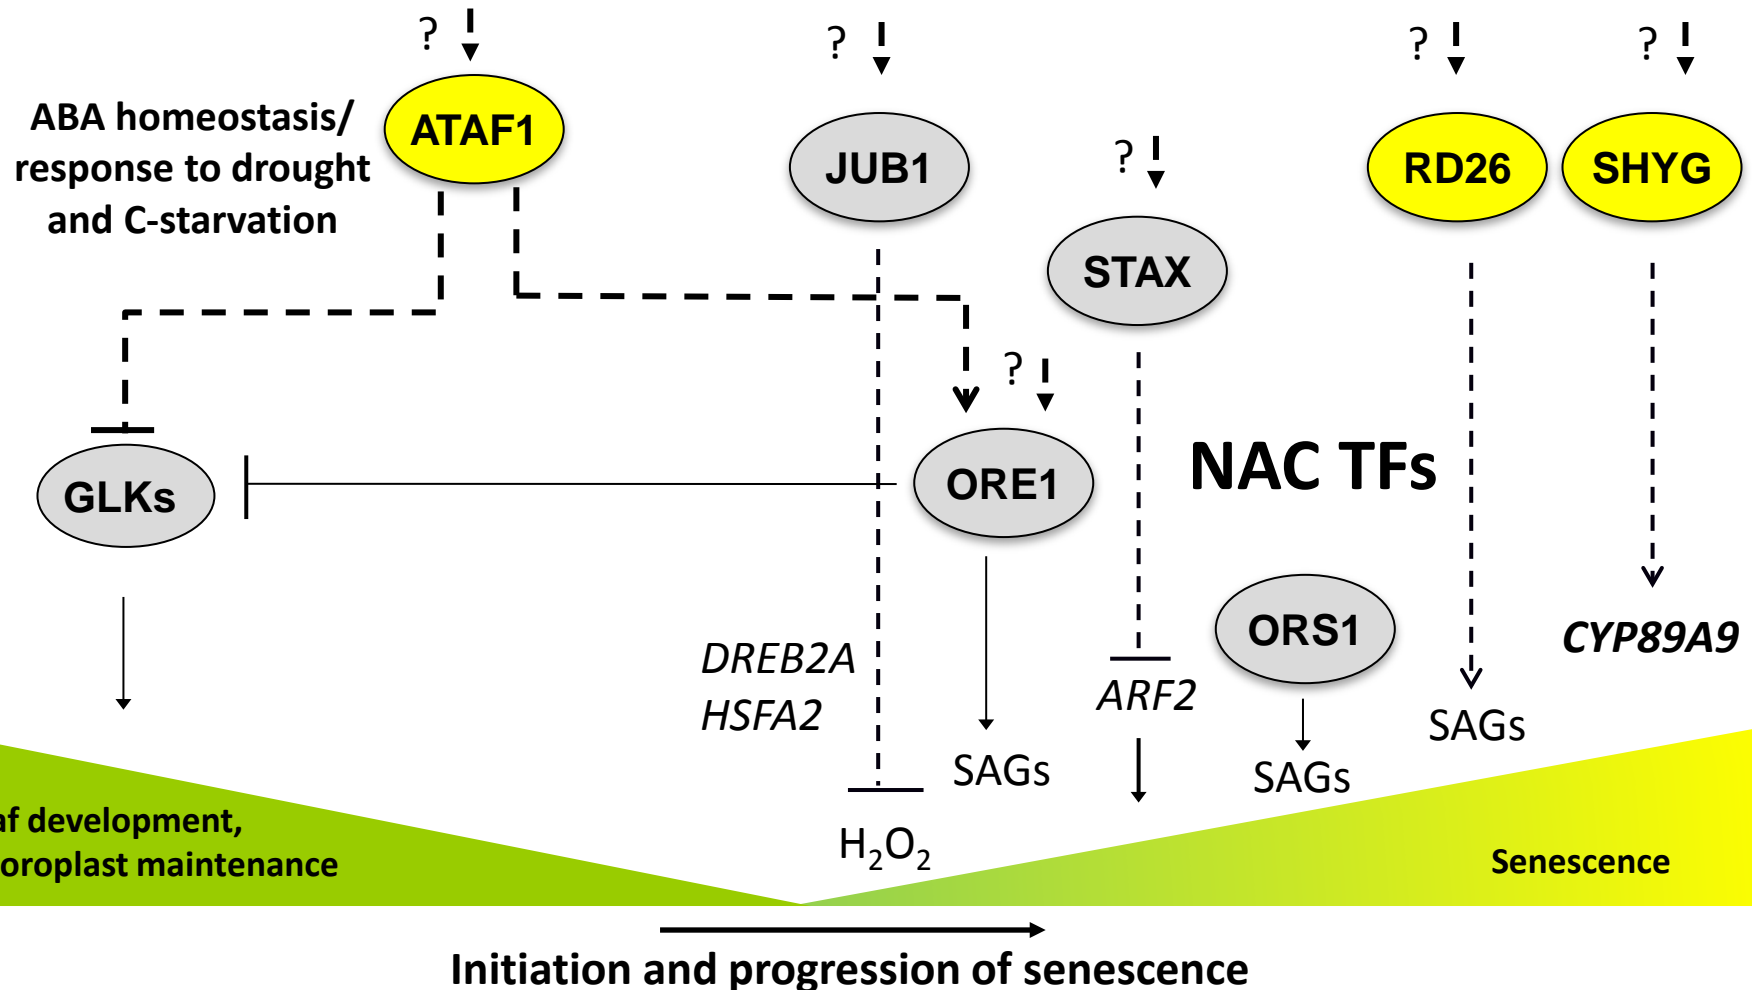 ?
?
?
?
ABA homeostasis/
response to drought
and C-starvation
ATAF1
JUB1
?
STAX
RD26
SHYG
?
GLKs
ORE1
NAC TFs
DREB2A
HSFA2
ARF2
ORS1
CYP89A9
SAGs
SAGs
SAGs
H₂O₂
af development,
oroplast maintenance
Senescence
Initiation and progression of senescence